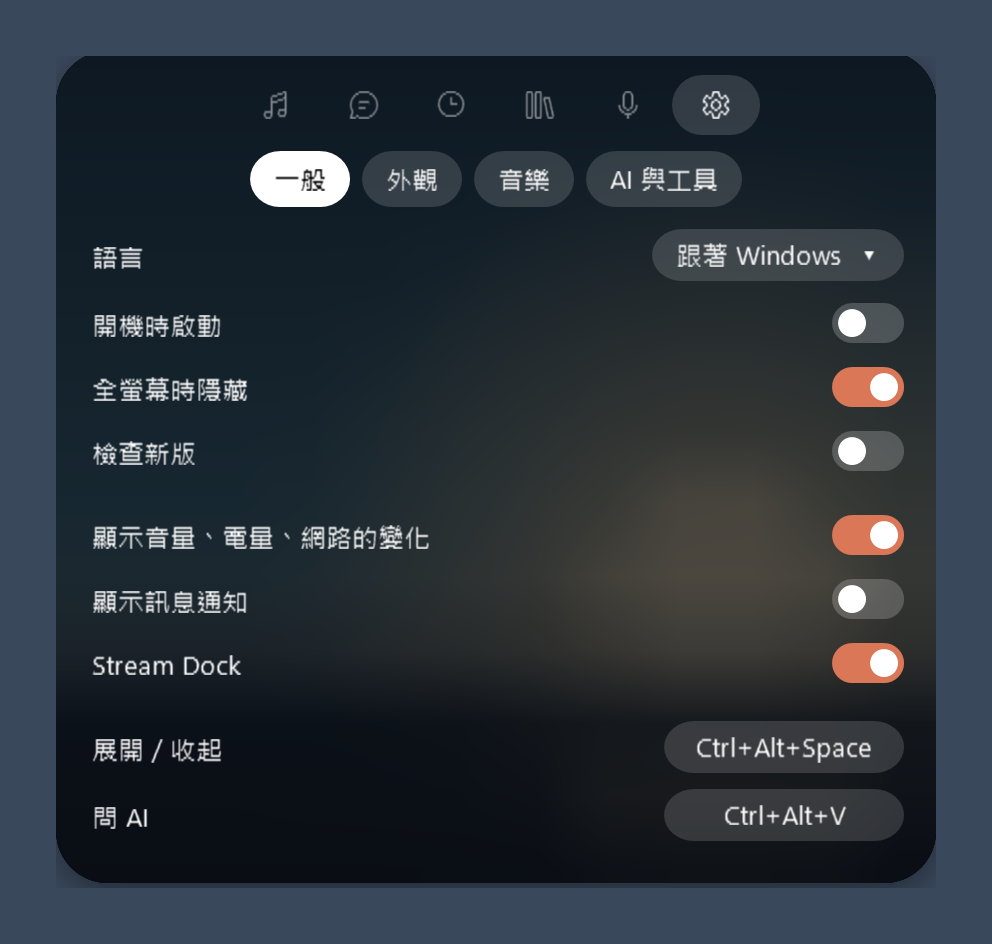 一般 外觀 音樂 AI 與工具
語言 跟著 Windows
開機時啟動
全螢幕時隱藏
檢查新版
顯示音量、電量、網路的變化
顯示訊息通知
Stream Dock
展開 / 收起 Ctrl+Alt+Space
問 AI Ctrl+Alt+V